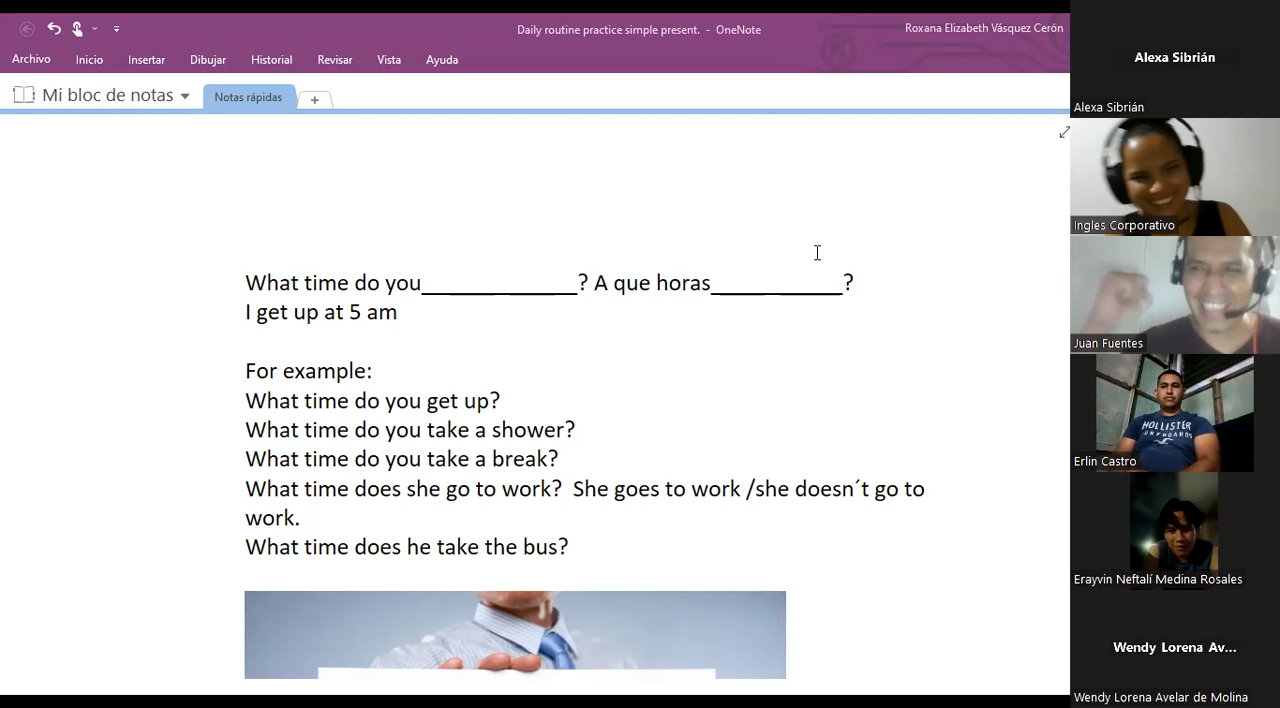 Daily routine practice simple present. - OneNote
Roxana Elizabeth Vásquez Cerón
Archivo Inicio Insertar Dibujar Historial Revisar Vista Ayuda
Mi bloc de notas Notas rápidas
What time do you____________? A que horas__________?
I get up at 5 am
For example:
What time do you get up?
What time do you take a shower?
What time do you take a break?
What time does she go to work? She goes to work /she doesn´t go to
work.
What time does he take the bus?
Alexa Sibrián
Alexa Sibrián
Ingles Corporativo
Juan Fuentes
HOLLISTER
Erlin Castro
Erayvin Neftalí Medina Rosales
Wendy Lorena Av...
Wendy Lorena Avelar de Molina